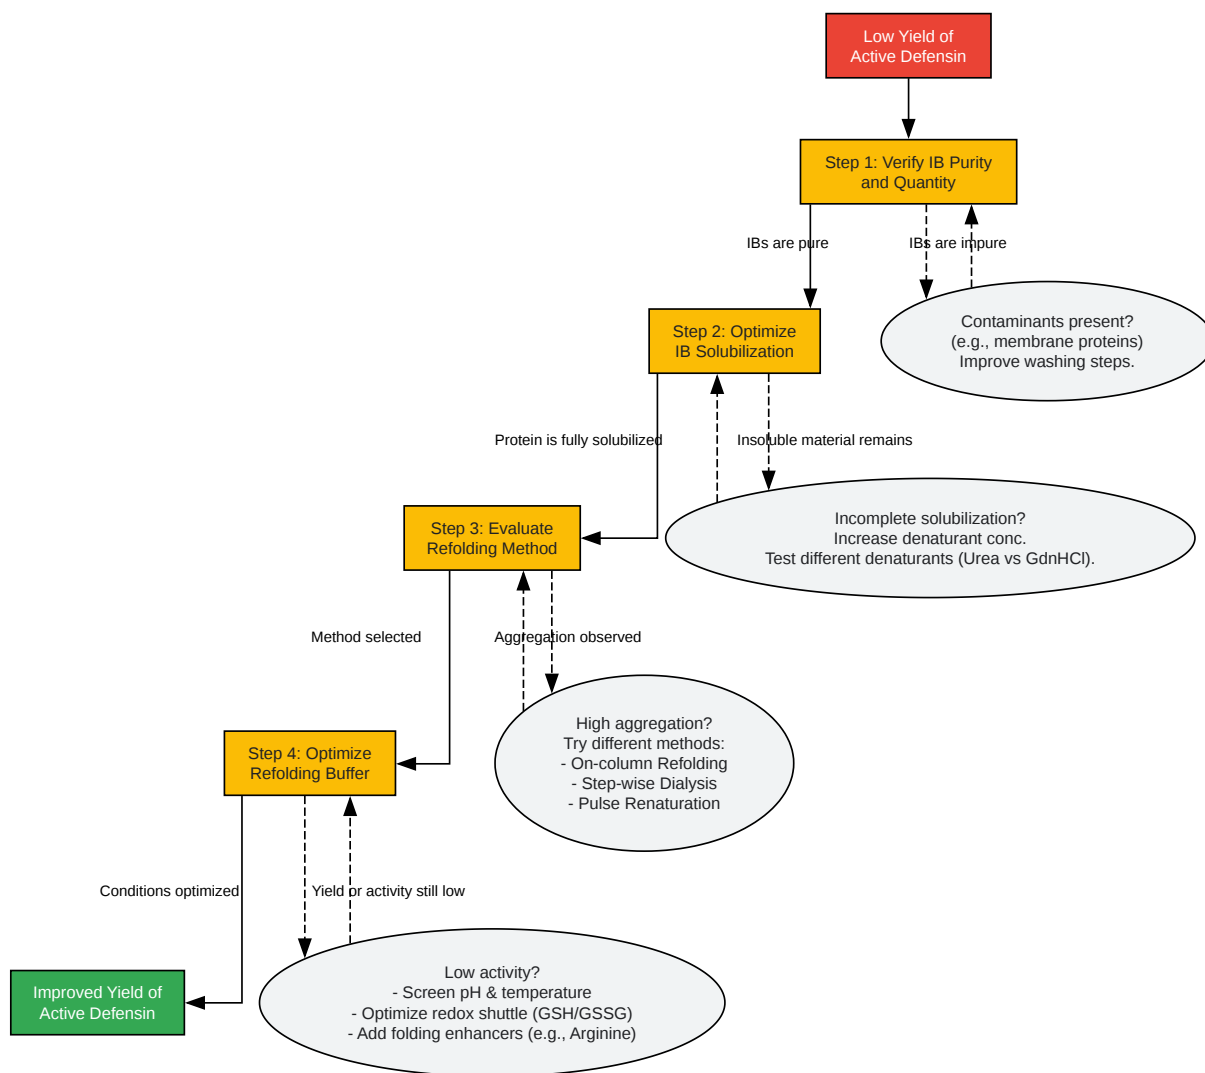 Low Yield of
Active Defensin
Step 1: Verify IB Purity
and Quantity
IBs are pure
IBs are impure
Contaminants present?
(e.g., membrane proteins)
Improve washing steps.
Step 2: Optimize
IB Solubilization
Protein is fully solubilized
Insoluble material remains
Incomplete solubilization?
Increase denaturant conc.
Test different denaturants (Urea vs GdnHCl).
Step 3: Evaluate
Refolding Method
Method selected
Aggregation observed
High aggregation?
Try different methods:
- On-column Refolding
- Step-wise Dialysis
- Pulse Renaturation
Step 4: Optimize
Refolding Buffer
Conditions optimized
Yield or activity still low
Low activity?
- Screen pH & temperature
- Optimize redox shuttle (GSH/GSSG)
- Add folding enhancers (e.g., Arginine)
Improved Yield of
Active Defensin